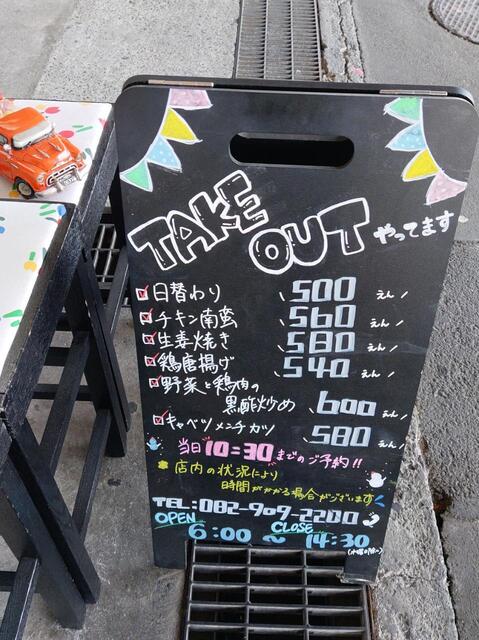 TAKE OUT やってます
日替わり 500えん
チキン南蛮 560えん
生姜焼き 580えん
鶏唐揚げ 540えん
野菜と鶏肉の
黒酢炒め 600えん
キャベツメンチカツ 580えん
当日10:30までのご予約!!
店内の状況により
時間がかかる場合がございます
TEL:082-909-2200
OPEN CLOSE
6:00 〜 14:30